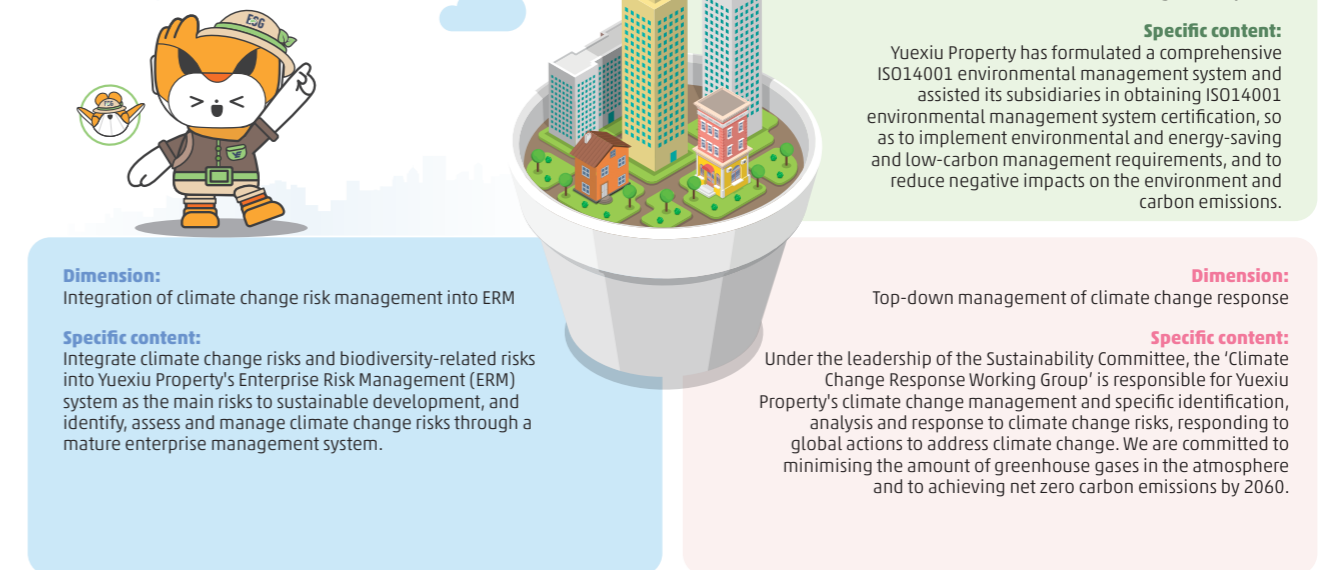 ESG
Specific content:
Yuexiu Property has formulated a comprehensive
ISO14001 environmental management system and
assisted its subsidiaries in obtaining ISO14001
environmental management system certification, so
as to implement environmental and energy-saving
and low-carbon management requirements, and to
reduce negative impacts on the environment and
carbon emissions.
Dimension:
Integration of climate change risk management into ERM
Specific content:
Integrate climate change risks and biodiversity-related risks
into Yuexiu Property's Enterprise Risk Management (ERM)
system as the main risks to sustainable development, and
identify, assess and manage climate change risks through a
mature enterprise management system.
Dimension:
Top-down management of climate change response
Specific content:
Under the leadership of the Sustainability Committee, the ‘Climate
Change Response Working Group’ is responsible for Yuexiu
Property's climate change management and specific identification,
analysis and response to climate change risks, responding to
global actions to address climate change. We are committed to
minimising the amount of greenhouse gases in the atmosphere
and to achieving net zero carbon emissions by 2060.